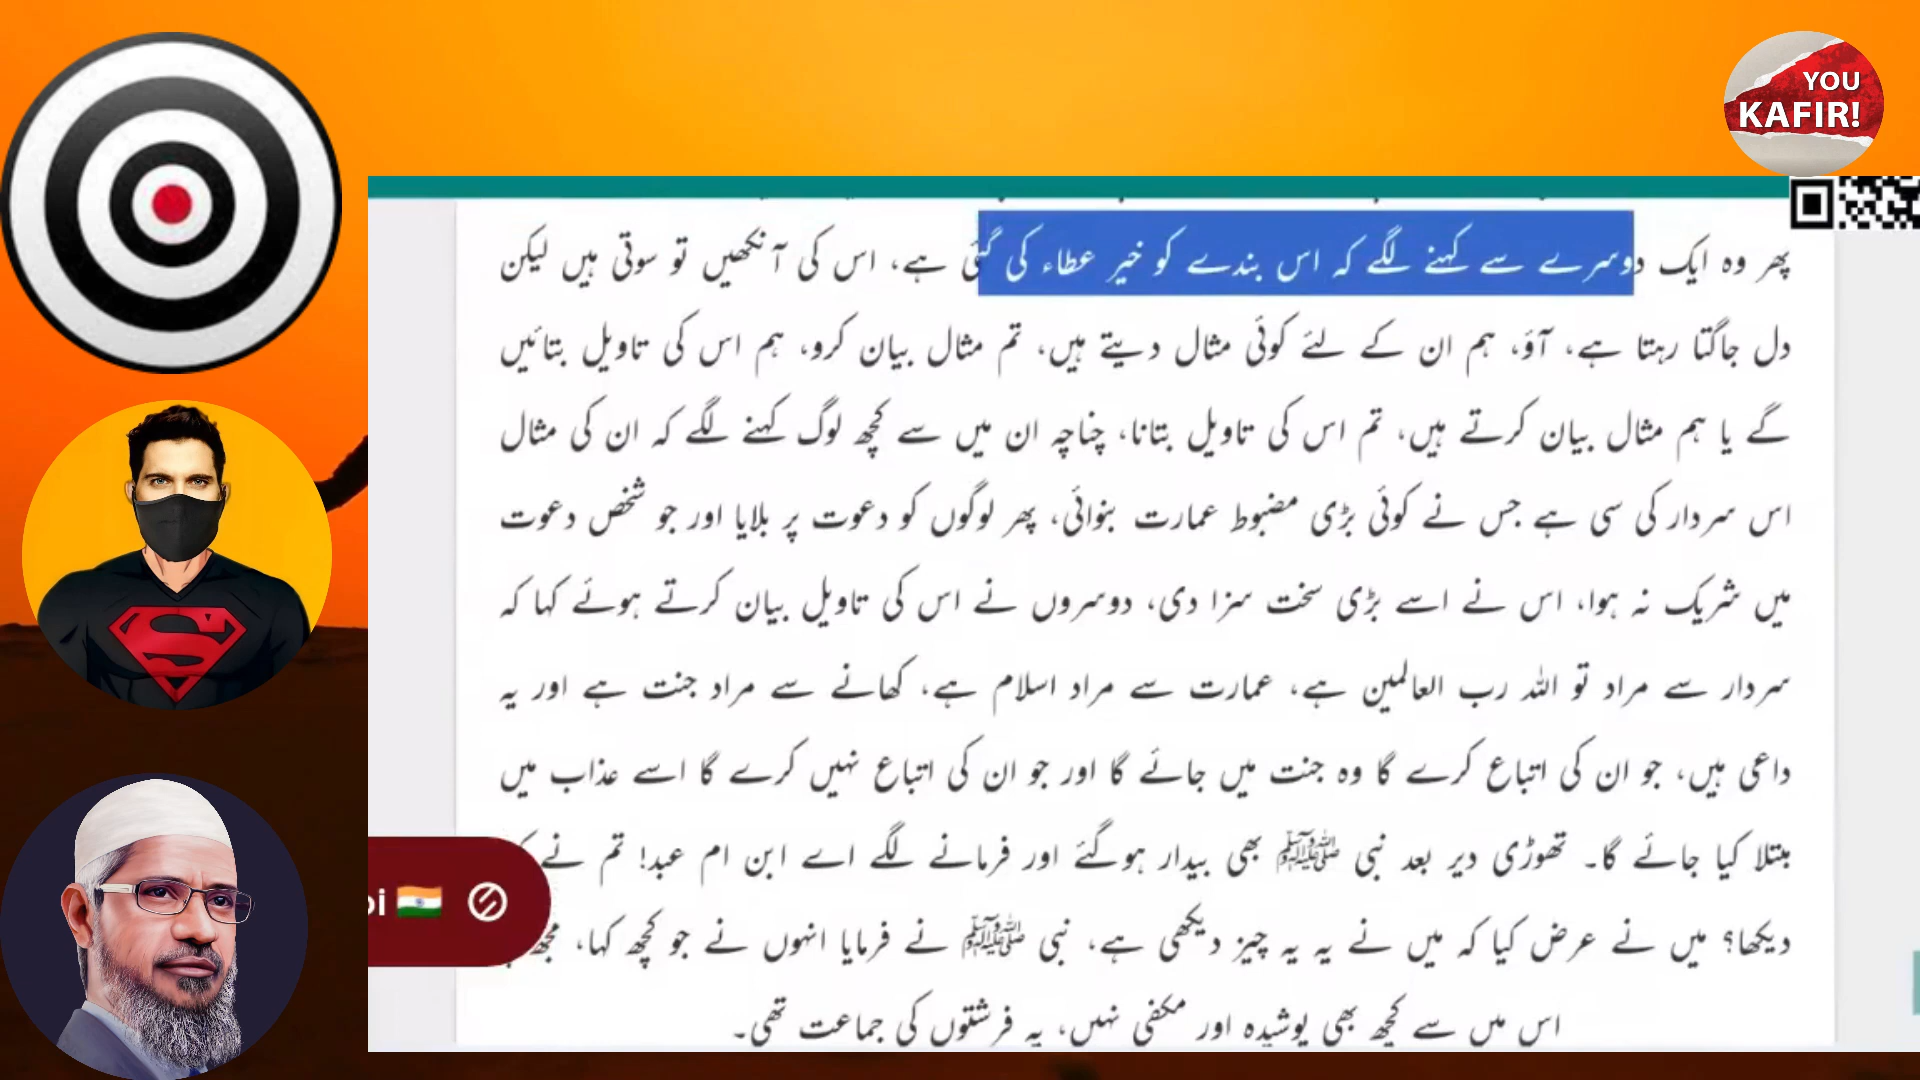 YOU
KAFIR!
پھر وہ ایک دوسرے سے کہنے لگے کہ اس بندے کو خیر عطاء کی گئی ہے، اس کی آنکھیں تو سوتی ہیں لیکن
دل جاگتا رہتا ہے، آؤ، ہم ان کے لئے کوئی مثال دیتے ہیں، تم مثال بیان کرو، ہم اس کی تاویل بتائیں
گے یا ہم مثال بیان کرتے ہیں، تم اس کی تاویل بتانا، چناچہ ان میں سے کچھ لوگ کہنے لگے کہ ان کی مثال
اس سردار کی سی ہے جس نے کوئی بڑی مضبوط عمارت بنوائی، پھر لوگوں کو دعوت پر بلایا اور جو شخص دعوت
میں شریک نہ ہوا، اس نے اسے بڑی سخت سزا دی، دوسروں نے اس کی تاویل بیان کرتے ہوئے کہا کہ
سردار سے مراد تو اللہ رب العالمین ہے، عمارت سے مراد اسلام ہے، کھانے سے مراد جنت ہے اور یہ
داعی ہیں، جو ان کی اتباع کرے گا وہ جنت میں جائے گا اور جو ان کی اتباع نہیں کرے گا اسے عذاب میں
مبتلا کیا جائے گا۔ تھوڑی دیر بعد نبی ﷺ بھی بیدار ہوگئے اور فرمانے لگے اے ابن ام عبد! تم نے
دیکھا؟ میں نے عرض کیا کہ میں نے یہ یہ چیز دیکھی ہے، نبی ﷺ نے فرمایا انہوں نے جو کچھ کہا،
اس میں سے کچھ بھی پوشیدہ اور مخفی نہیں، یہ فرشتوں کی جماعت تھی۔